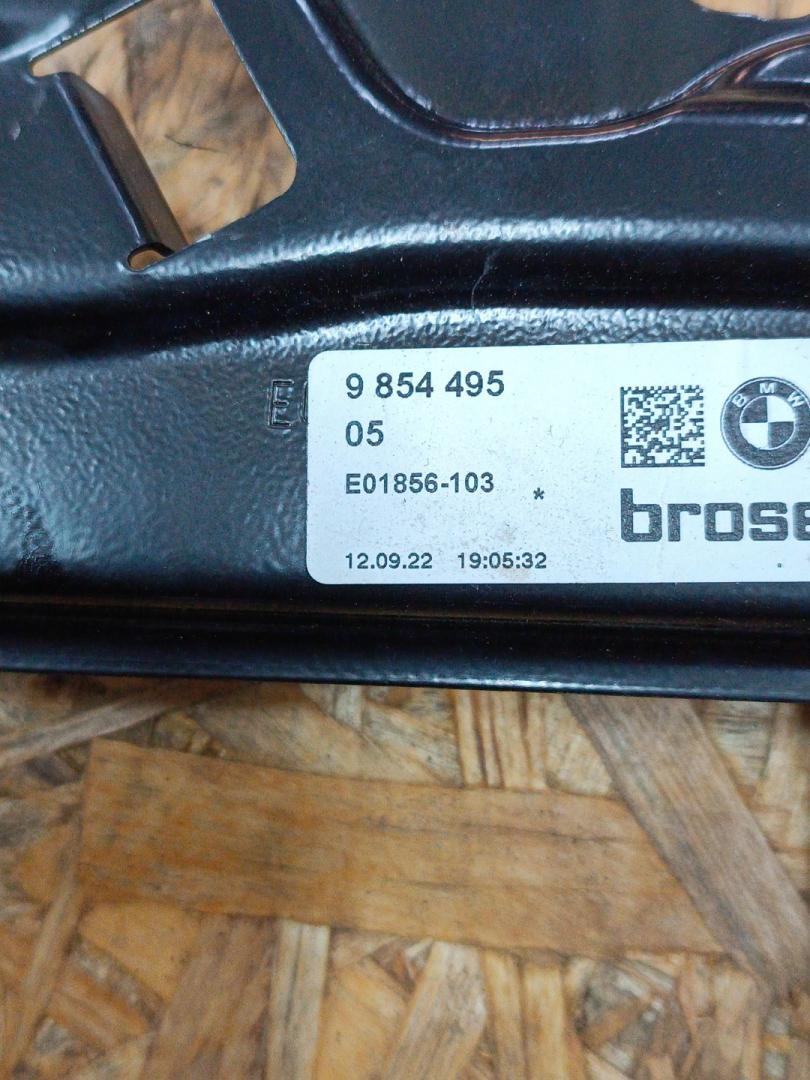 9 854 495
05
E01856-103 *
BMW
brose
12.09.22 19:05:32